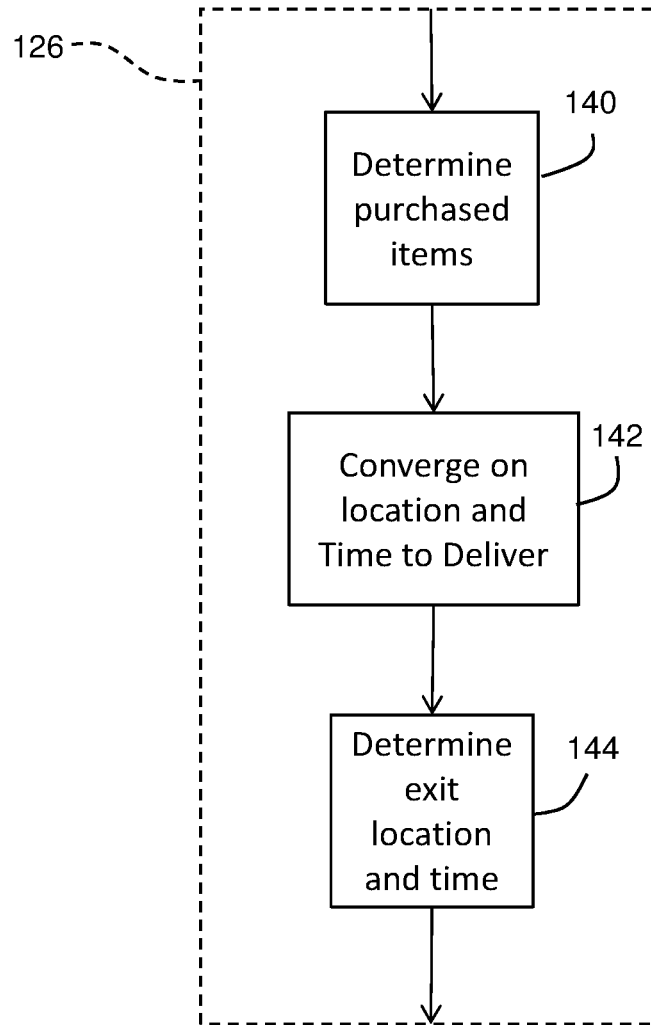 126
140
Determine
purchased
items
142
Converge on
location and
Time to Deliver
144
Determine
exit
location
and time